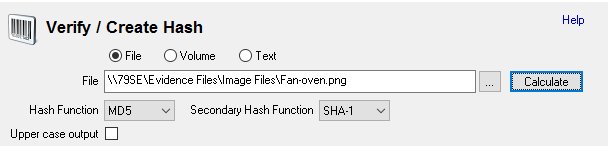 Verify / Create Hash
Help
File Volume Text
File \\79SE\Evidence Files\Image Files\Fan-oven.png ... Calculate
Hash Function MD5 Secondary Hash Function SHA-1
Upper case output